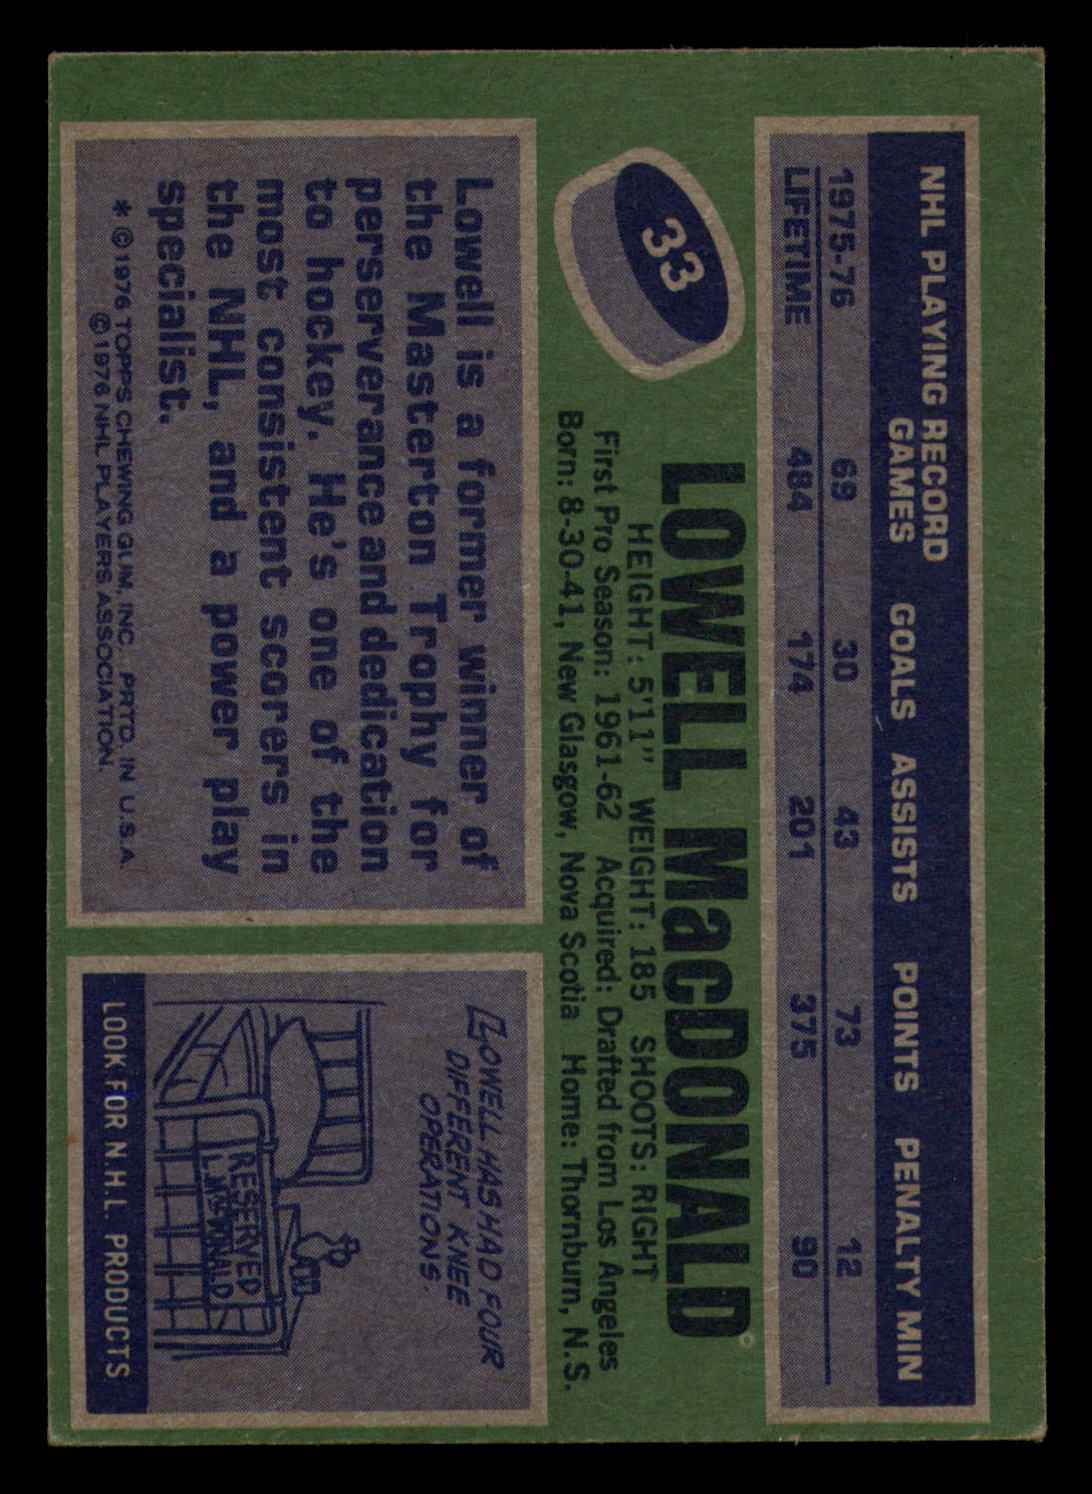 NHL PLAYING RECORD
GAMES GOALS ASSISTS POINTS PENALTY MIN
1975-76 69 30 43 73 12
LIFETIME 484 174 201 375 90
33
LOWELL MacDONALD
HEIGHT: 5'11" WEIGHT: 185 SHOOTS: RIGHT
First Pro Season: 1961-62 Acquired: Drafted from Los Angeles
Born: 8-30-41, New Glasgow, Nova Scotia Home: Thornburn, N.S.
Lowell is a former winner of
the Masterton Trophy for
perserverance and dedication
to hockey. He's one of the
most consistent scorers in
the NHL, and a power play
specialist.
* ©1976 TOPPS CHEWING GUM, INC. PRTD. IN U.S.A.
©1976 NHL PLAYERS ASSOCIATION.
LOWELL HAS HAD FOUR
DIFFERENT KNEE
OPERATIONS.
RESERVED
L. McDONALD
LOOK FOR N.H.L. PRODUCTS